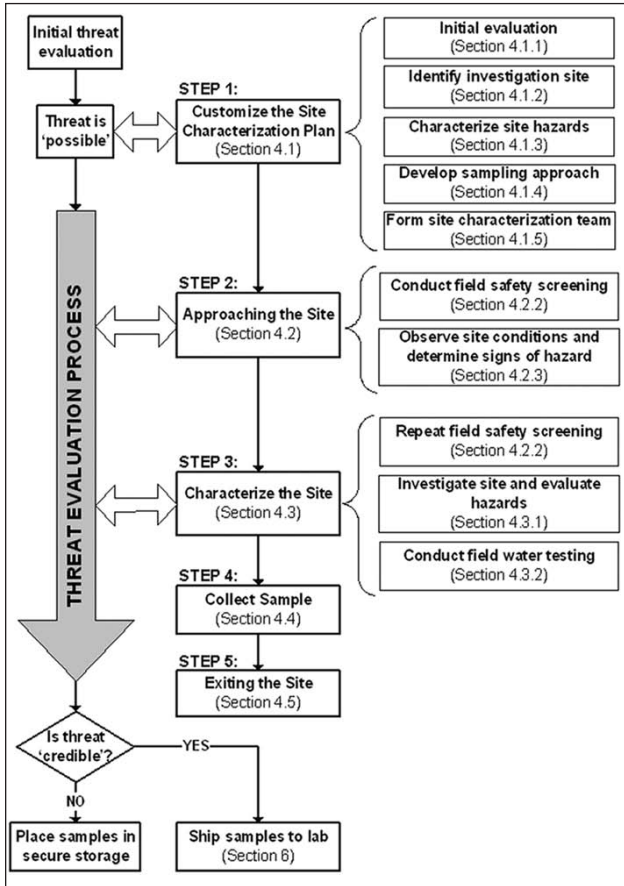 Initial threat
evaluation
Threat is
‘possible’
THREAT EVALUATION PROCESS
Is threat
‘credible’?
YES
NO
Place samples in
secure storage
Ship samples to lab
(Section 6)
STEP 1:
Customize the Site
Characterization Plan
(Section 4.1)
Initial evaluation
(Section 4.1.1)
Identify investigation site
(Section 4.1.2)
Characterize site hazards
(Section 4.1.3)
Develop sampling approach
(Section 4.1.4)
Form site characterization team
(Section 4.1.5)
STEP 2:
Approaching the Site
(Section 4.2)
Conduct field safety screening
(Section 4.2.2)
Observe site conditions and
determine signs of hazard
(Section 4.2.3)
STEP 3:
Characterize the Site
(Section 4.3)
Repeat field safety screening
(Section 4.2.2)
Investigate site and evaluate
hazards
(Section 4.3.1)
Conduct field water testing
(Section 4.3.2)
STEP 4:
Collect Sample
(Section 4.4)
STEP 5:
Exiting the Site
(Section 4.5)